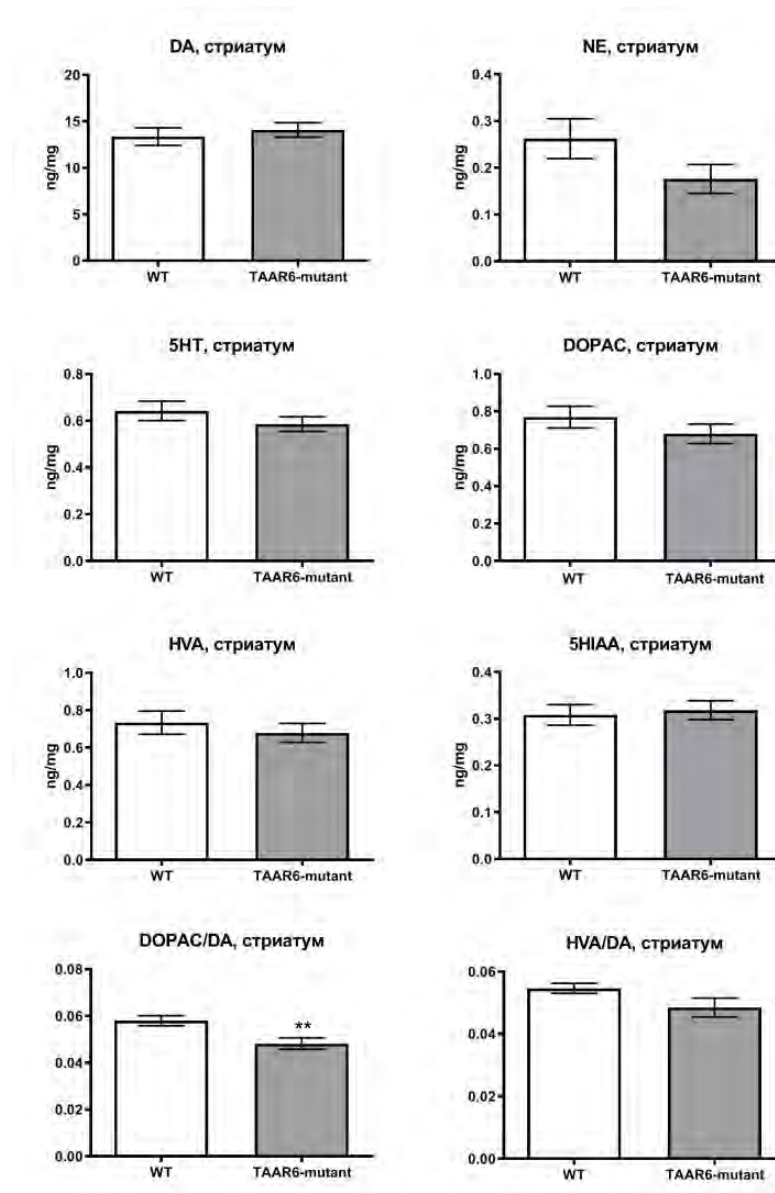 DA, стриатум
20
15
10
5
0
ng/mg
WT
TAAR6-mutant
NE, стриатум
0.4
0.3
0.2
0.1
0.0
ng/mg
WT
TAAR6-mutant
5HT, стриатум
0.8
0.6
0.4
0.2
0.0
ng/mg
WT
TAAR6-mutant
DOPAC, стриатум
1.0
0.8
0.6
0.4
0.2
0.0
ng/mg
WT
TAAR6-mutant
HVA, стриатум
1.0
0.8
0.6
0.4
0.2
0.0
ng/mg
WT
TAAR6-mutant
5HIAA, стриатум
0.4
0.3
0.2
0.1
0.0
ng/mg
WT
TAAR6-mutant
DOPAC/DA, стриатум
0.08
0.06
0.04
0.02
0.00
**
WT
TAAR6-mutant
HVA/DA, стриатум
0.06
0.04
0.02
0.00
WT
TAAR6-mutant